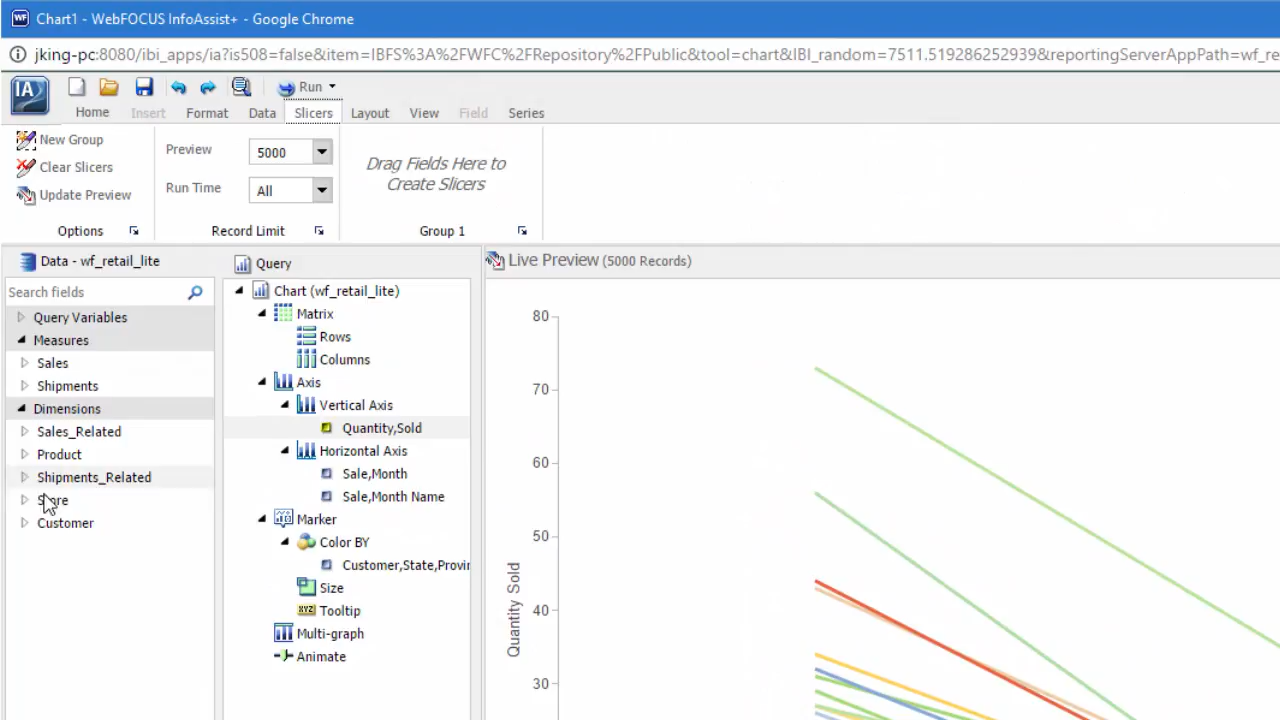 WF Chart1 - WebFOCUS InfoAssist+ - Google Chrome
jking-pc:8080/ibi_apps/ia?is508=false&item=IBFS%3A%2FWFC%2FRepository%2FPublic&tool=chart&IBI_random=7511.519286252939&reportingServerAppPath=wf_re
IA Run
Home Insert Format Data Slicers Layout View Field Series
New Group
Clear Slicers
Update Preview
Options
Preview 5000
Run Time All
Record Limit
Drag Fields Here to
Create Slicers
Group 1
Data - wf_retail_lite
Search fields
Query Variables
Measures
Sales
Shipments
Dimensions
Sales_Related
Product
Shipments_Related
Customer
Query
Chart (wf_retail_lite)
Matrix
Rows
Columns
Axis
Vertical Axis
Quantity,Sold
Horizontal Axis
Sale,Month
Sale,Month Name
Marker
Color BY
Customer,State,Provin
Size
XYZ Tooltip
Multi-graph
Animate
Live Preview (5000 Records)
80
70
60
50
40
30
Quantity Sold